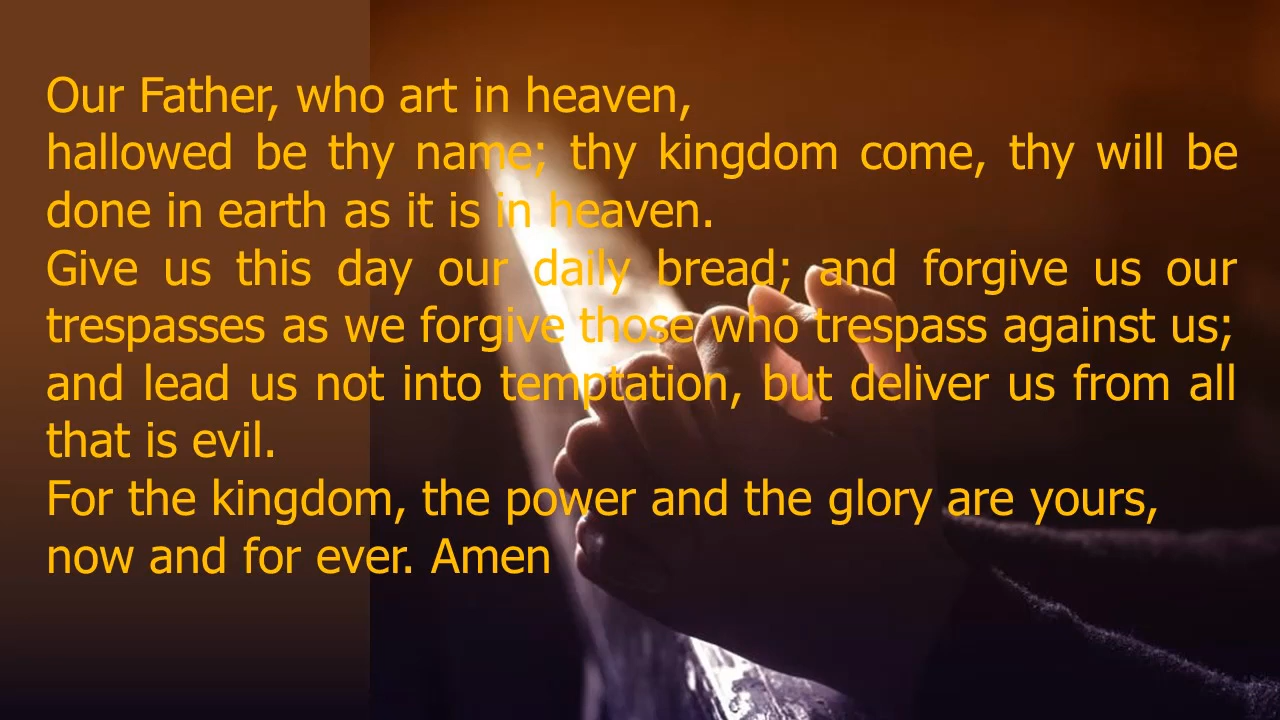 Our Father, who art in heaven,
hallowed be thy name; thy kingdom come, thy will be
done in earth as it is in heaven.
Give us this day our daily bread; and forgive us our
trespasses as we forgive those who trespass against us;
and lead us not into temptation, but deliver us from all
that is evil.
For the kingdom, the power and the glory are yours,
now and for ever. Amen